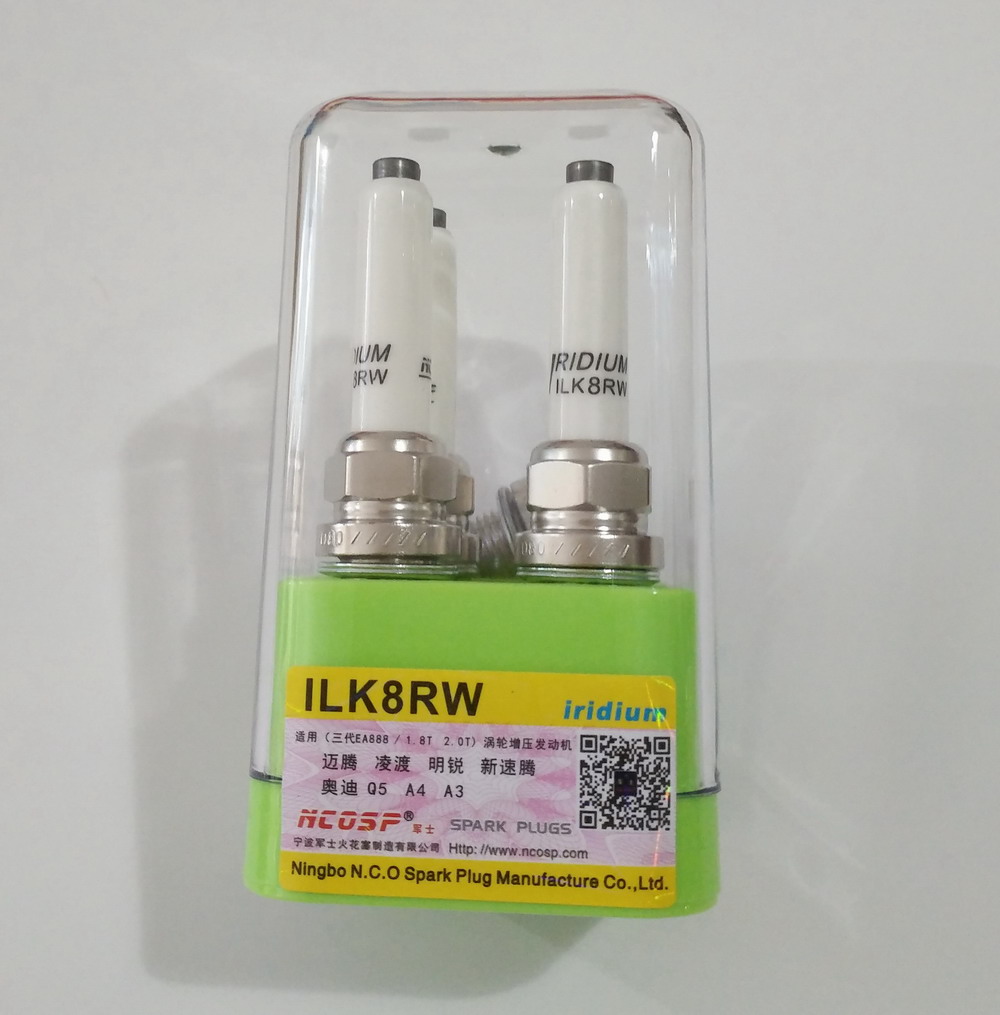 IUM
8RW
IRIDIUM
ILK8RW
ILK8RW
iridium
适用（三代EA888 / 1.8T 2.0T）涡轮增压发动机
迈腾 凌渡 明锐 新速腾
奥迪 Q5 A4 A3
NCOSP® 军士 SPARK PLUGS
宁波军士火花塞制造有限公司 Http: //www.ncosp.com
Ningbo N.C.O Spark Plug Manufacture Co.,Ltd.